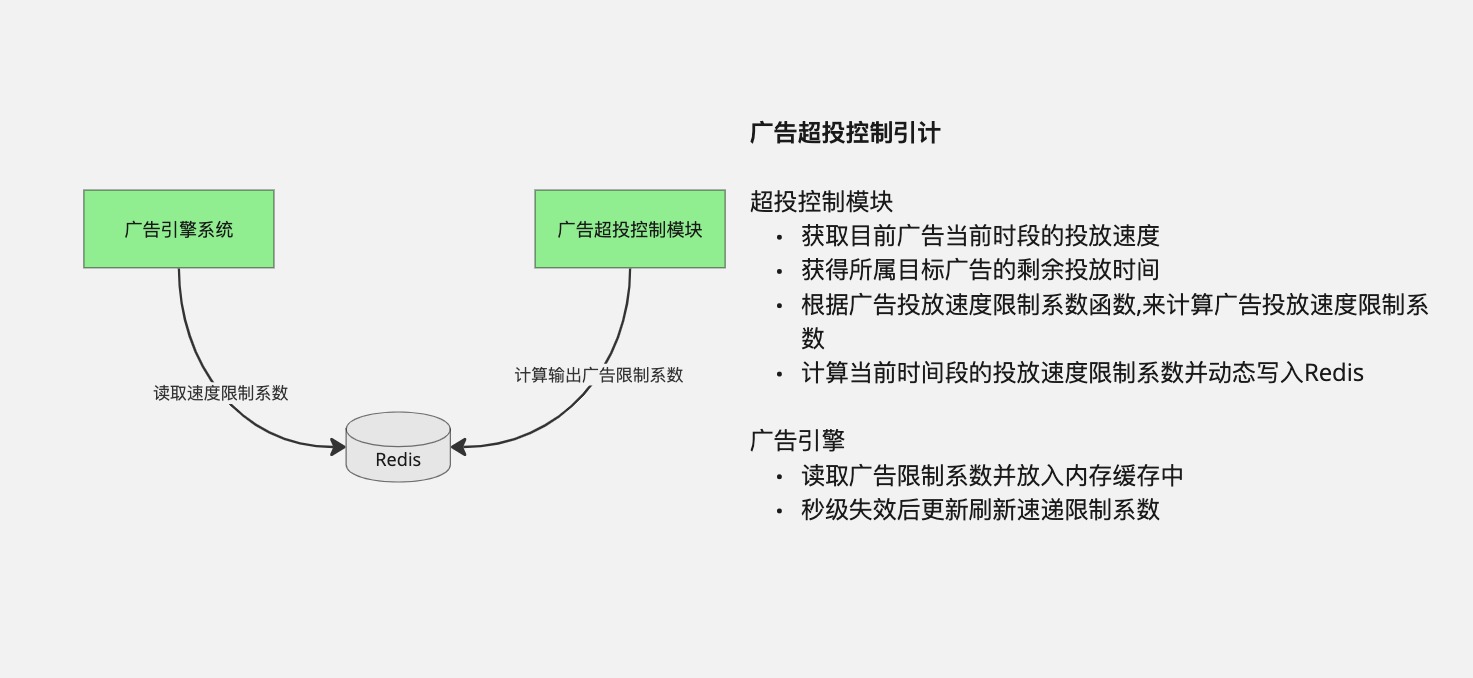 广告超投控制引计
广告引擎系统
广告超投控制模块
读取速度限制系数
计算输出广告限制系数
Redis
超投控制模块
• 获取目前广告当前时段的投放速度
• 获得所属目标广告的剩余投放时间
• 根据广告投放速度限制系数函数,来计算广告投放速度限制系
数
• 计算当前时间段的投放速度限制系数并动态写入Redis
广告引擎
• 读取广告限制系数并放入内存缓存中
• 秒级失效后更新刷新速递限制系数